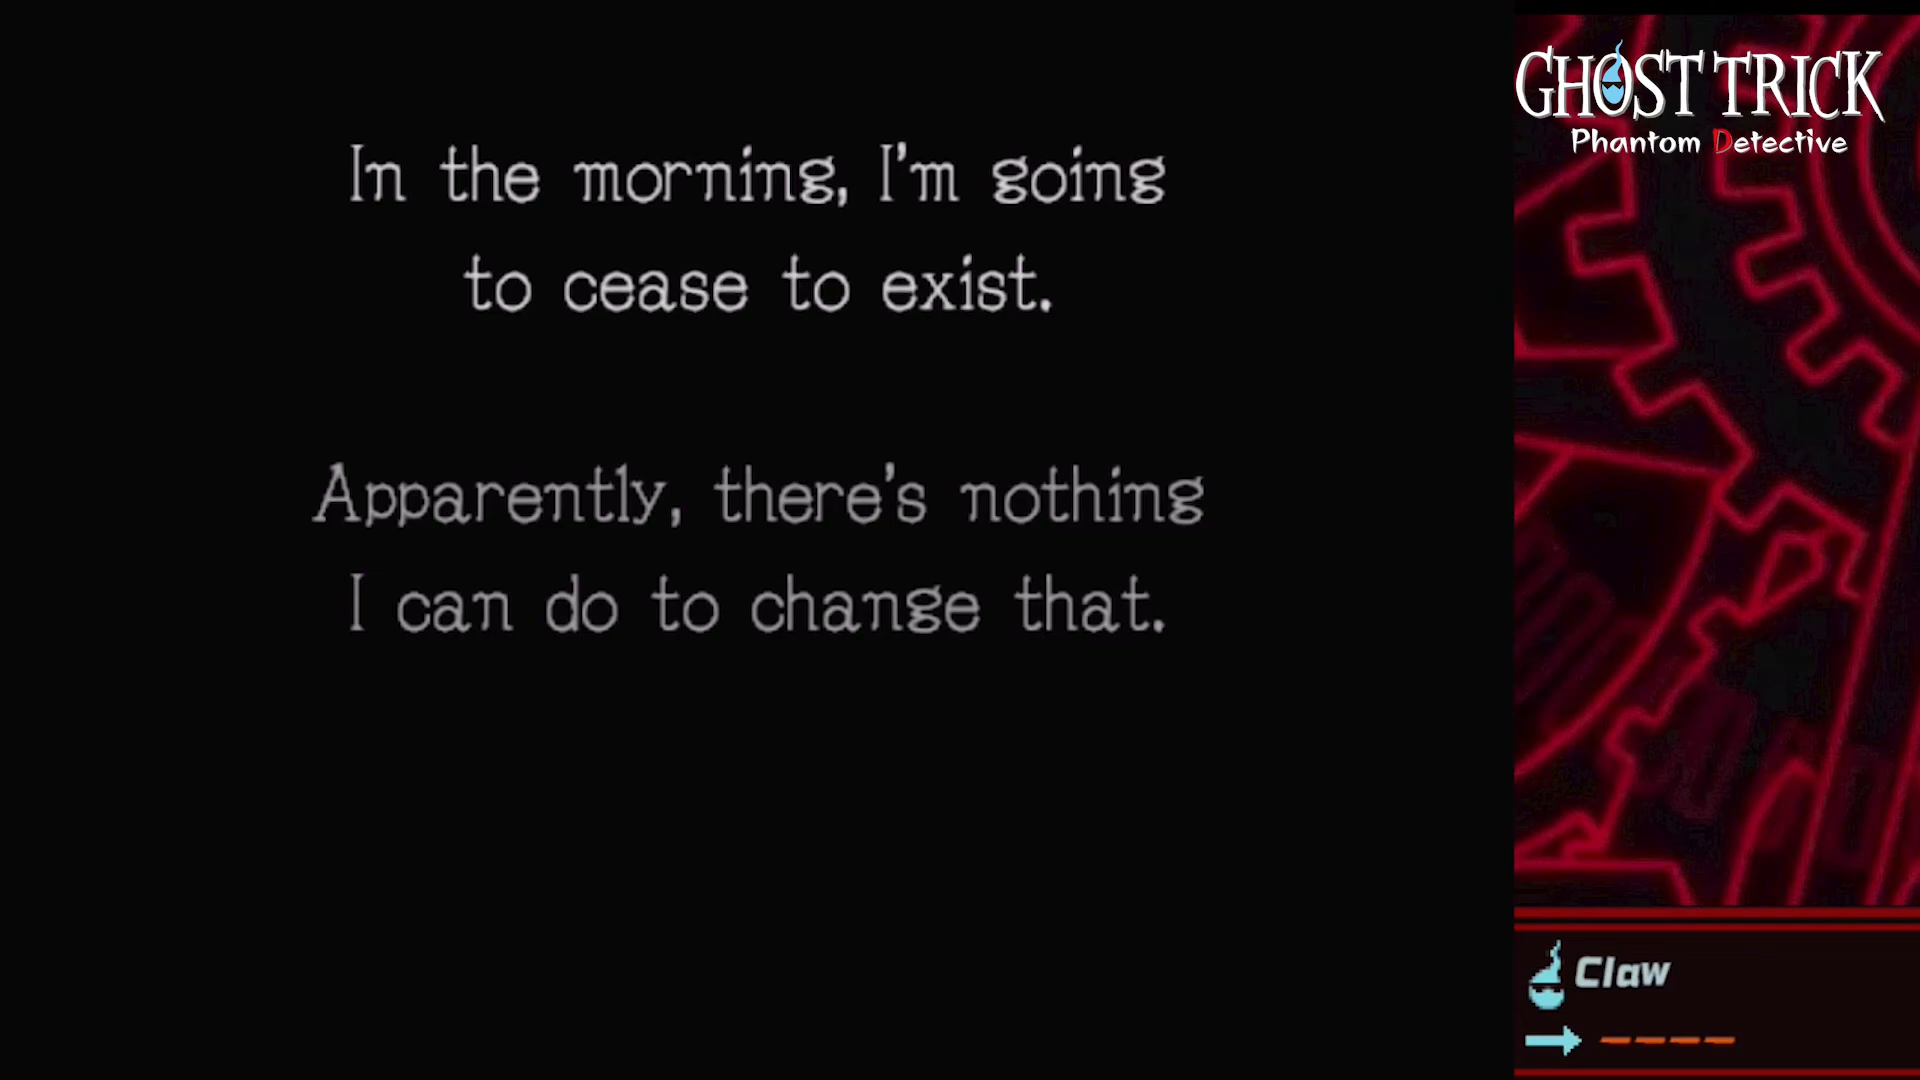 In the morning, I'm going
to cease to exist.
Apparently, there's nothing
I can do to change that.
GHOST TRICK
Phantom Detective
Claw